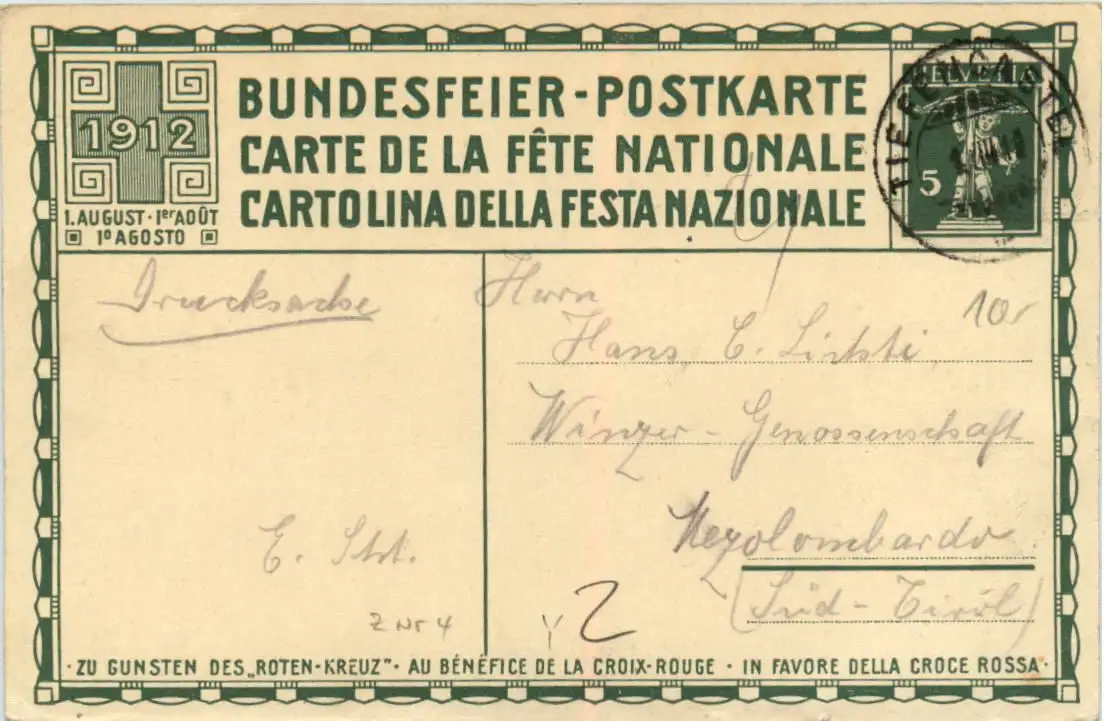 1912
1. AUGUST · 1er AOÛT
1º AGOSTO
BUNDESFEIER-POSTKARTE
CARTE DE LA FÊTE NATIONALE
CARTOLINA DELLA FESTA NAZIONALE
HELVETIA
5
TIEFENCASTEL
Drucksache
Herrn
10.
Hans C. Lichti
Winzer-Genossenschaft
Mezolombardo
(Süd-Tirol)
E. Stt.
Z Nr 4
2
· ZU GUNSTEN DES „ROTEN-KREUZ" · AU BÉNÉFICE DE LA CROIX-ROUGE · IN FAVORE DELLA CROCE ROSSA ·